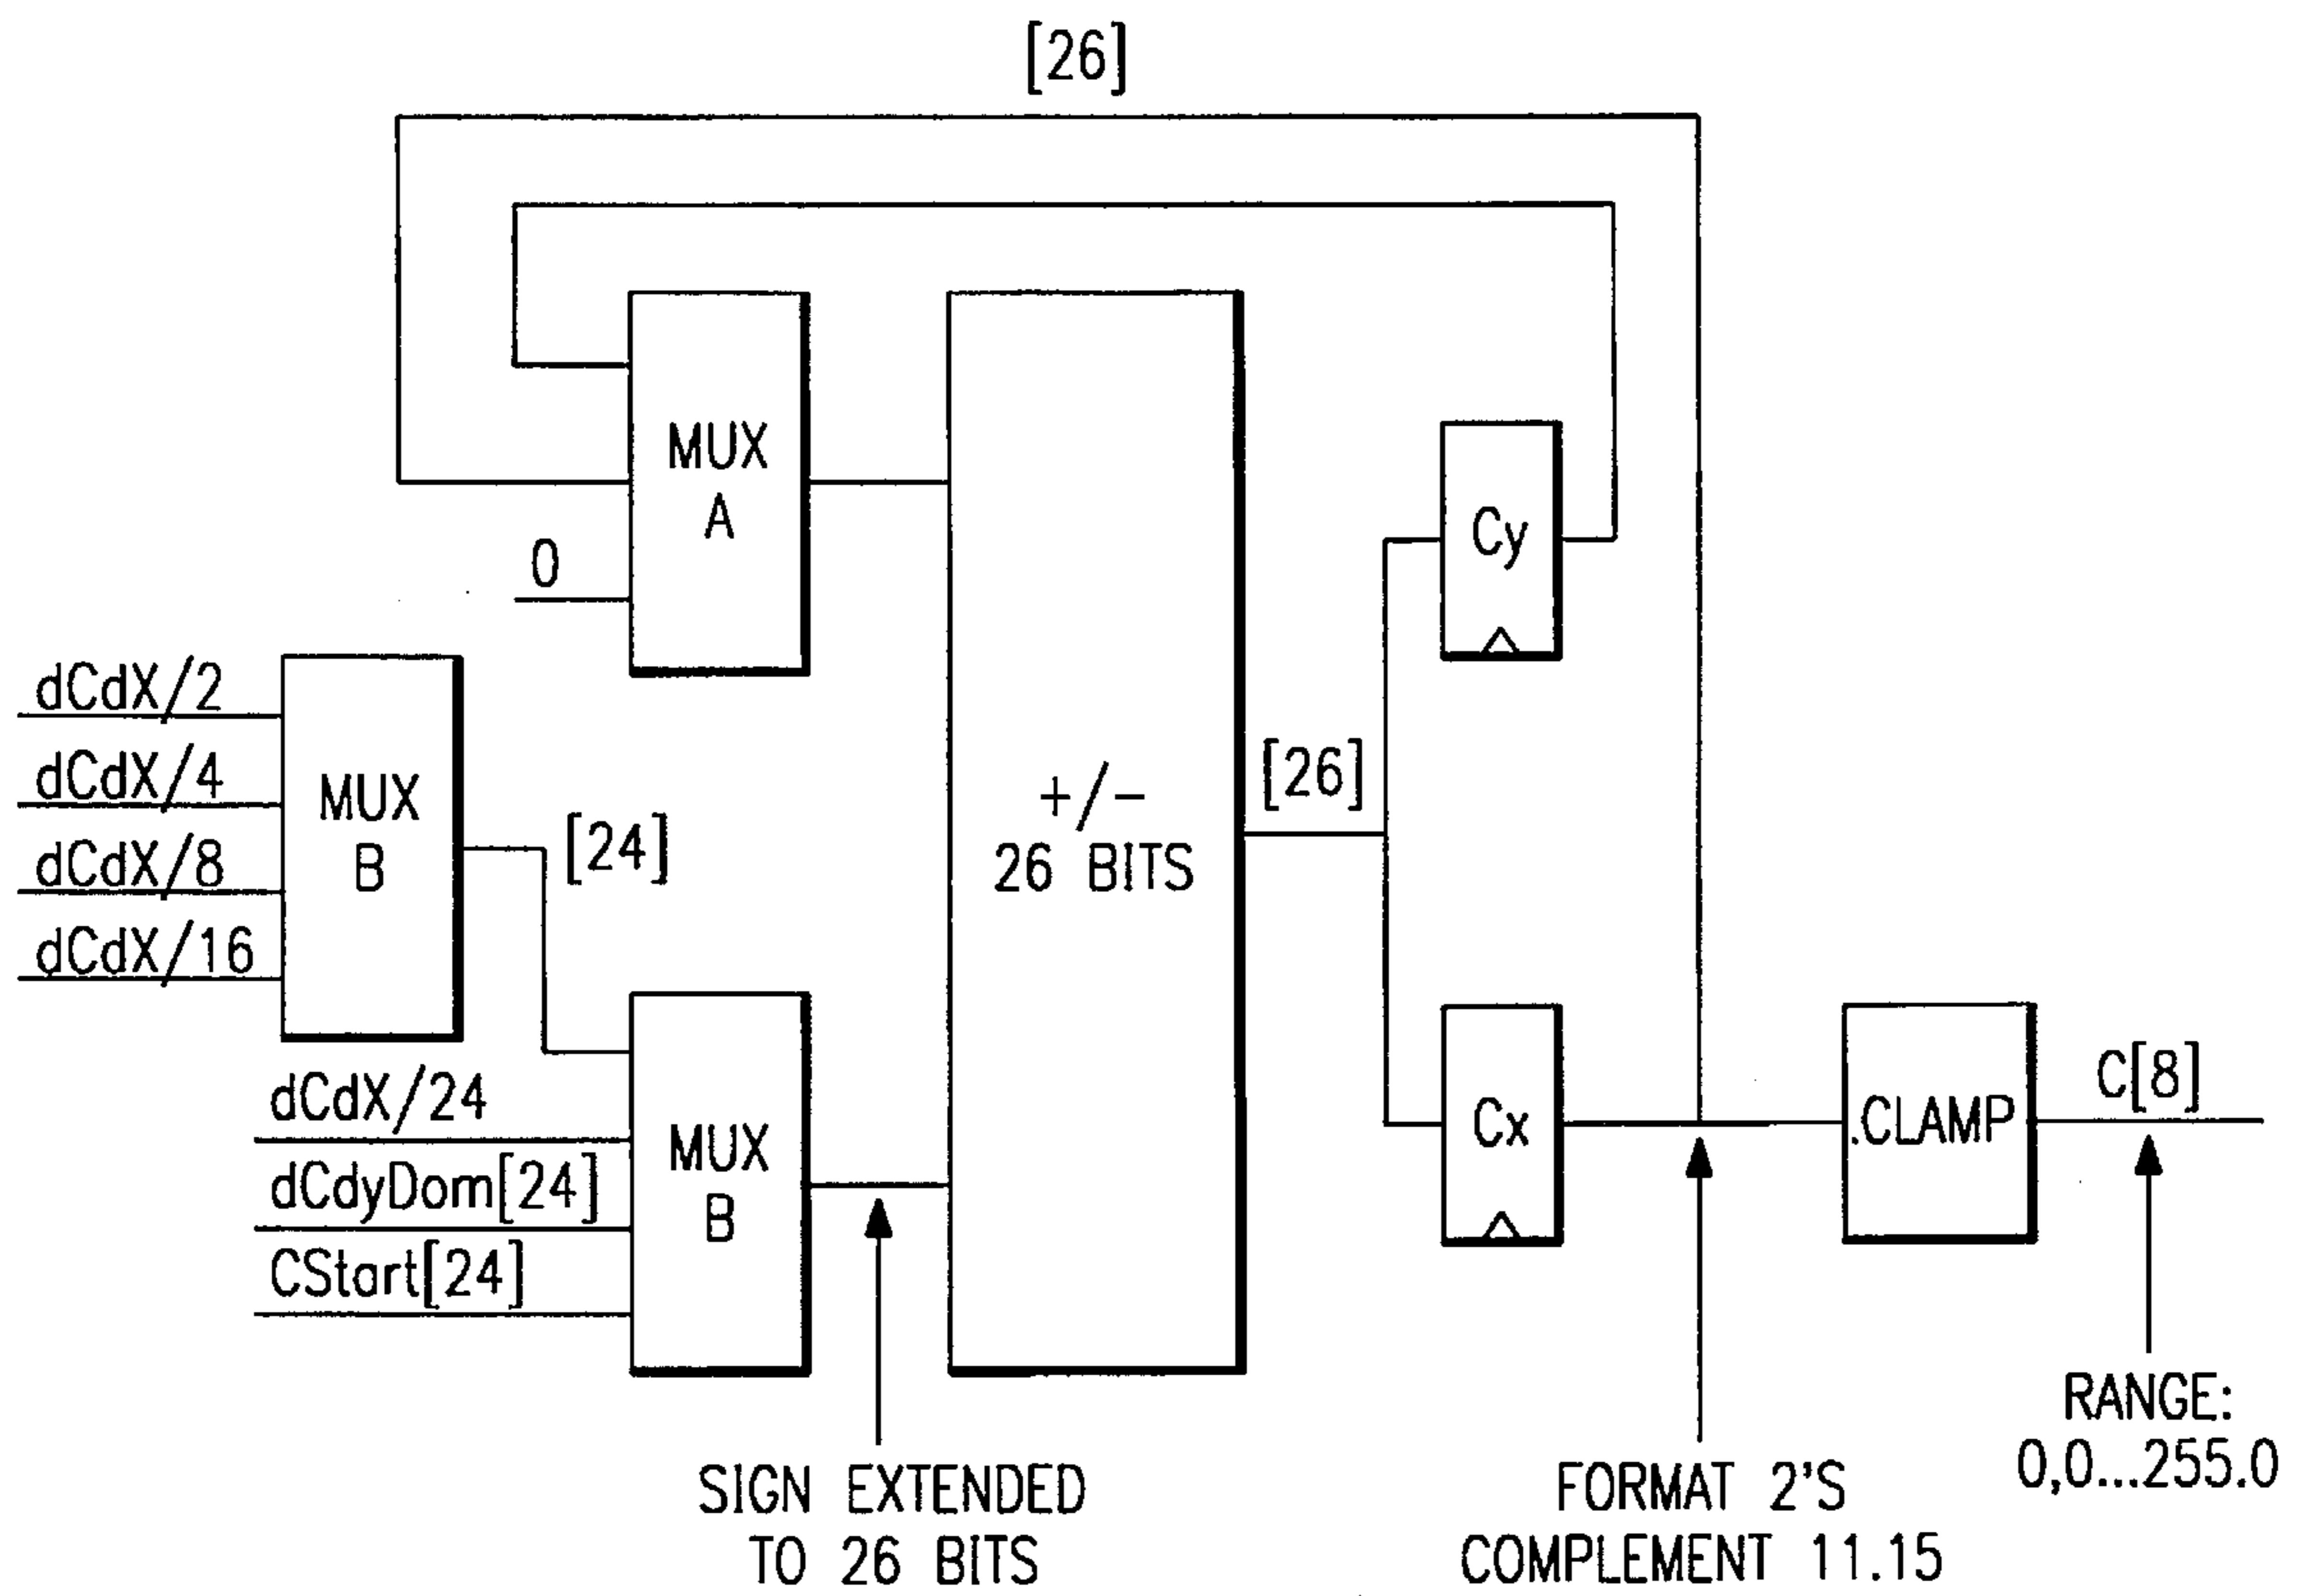 [26]
MUX
A
0
dCdX/2
dCdX/4
dCdX/8
dCdX/16
MUX
B
[24]
dCdX/24
dCdyDom[24]
CStart[24]
MUX
B
+/-
26 BITS
[26]
Cy
Cx
.CLAMP
C[8]
SIGN EXTENDED
TO 26 BITS
FORMAT 2'S
COMPLEMENT 11.15
RANGE:
0,0...255.0